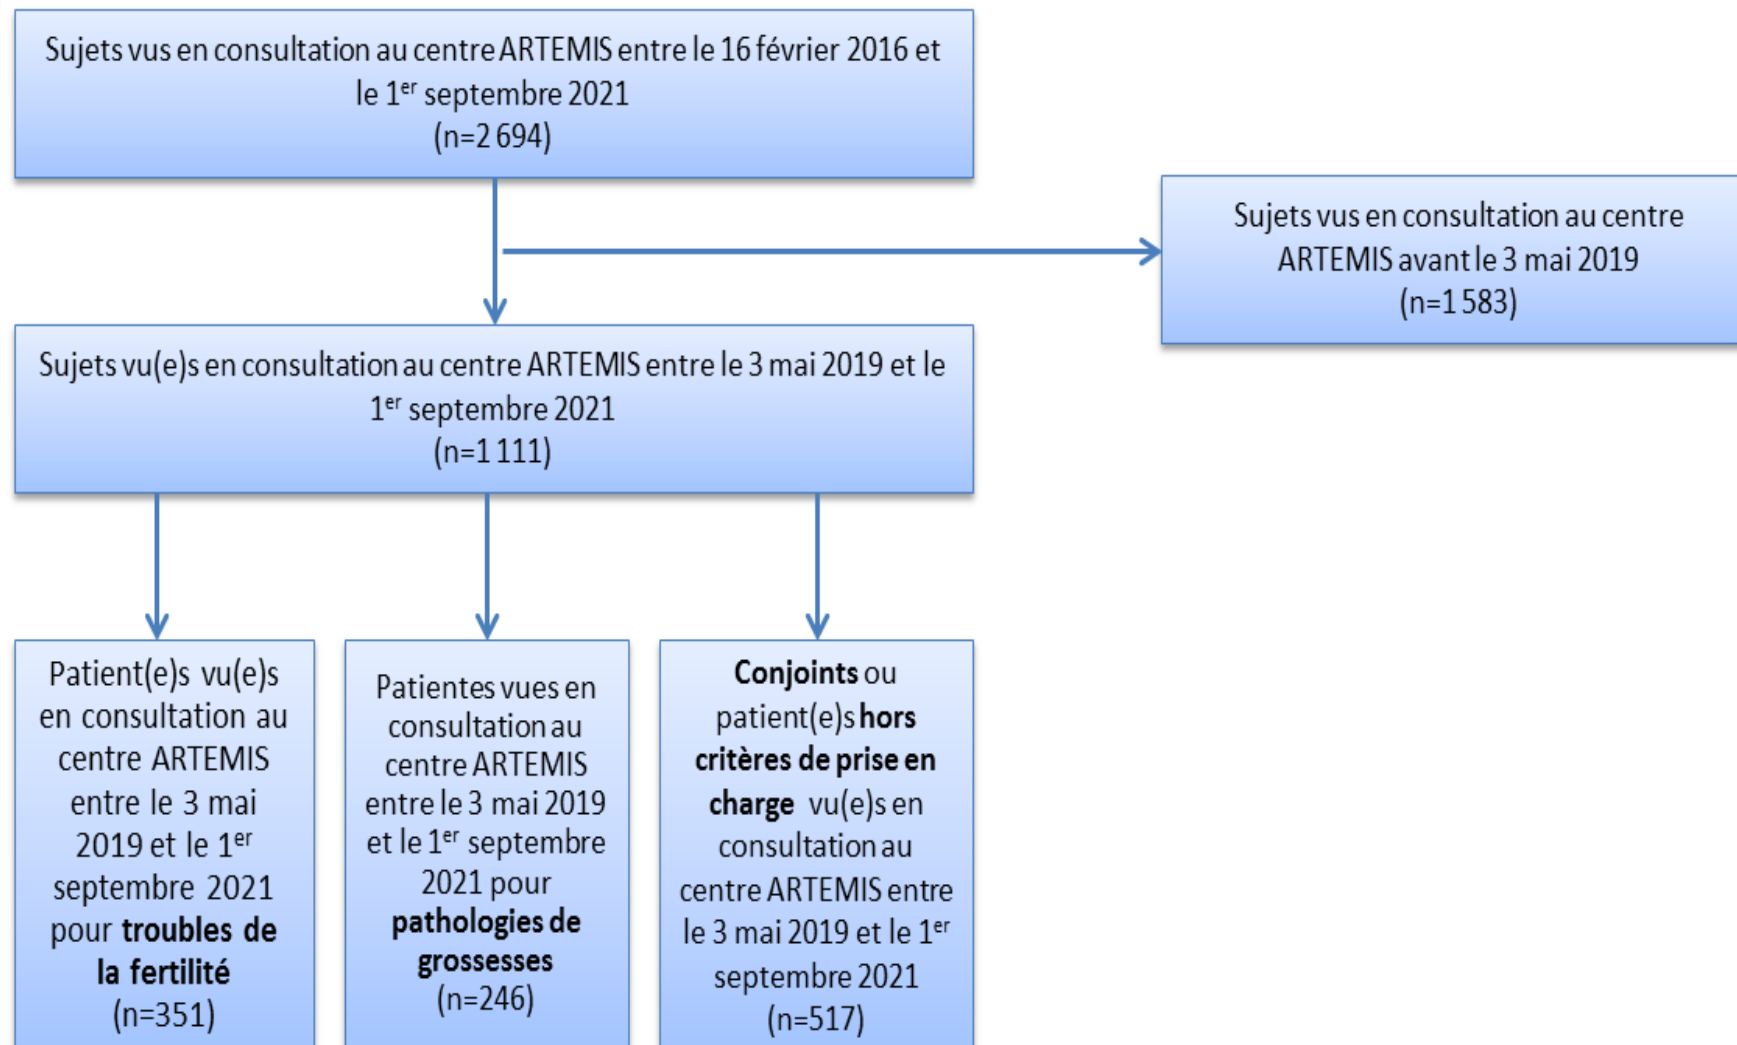 Sujets vus en consultation au centre ARTEMIS entre le 16 février 2016 et
le 1er septembre 2021
(n=2 694)
Sujets vus en consultation au centre
ARTEMIS avant le 3 mai 2019
(n=1 583)
Sujets vu(e)s en consultation au centre ARTEMIS entre le 3 mai 2019 et le
1er septembre 2021
(n=1 111)
Patient(e)s vu(e)s
en consultation au
centre ARTEMIS
entre le 3 mai
2019 et le 1er
septembre 2021
pour troubles de
la fertilité
(n=351)
Patientes vues en
consultation au
centre ARTEMIS
entre le 3 mai 2019
et le 1er septembre
2021 pour
pathologies de
grossesses
(n=246)
Conjoints ou
patient(e)s hors
critères de prise en
charge vu(e)s en
consultation au
centre ARTEMIS entre
le 3 mai 2019 et le 1er
septembre 2021
(n=517)